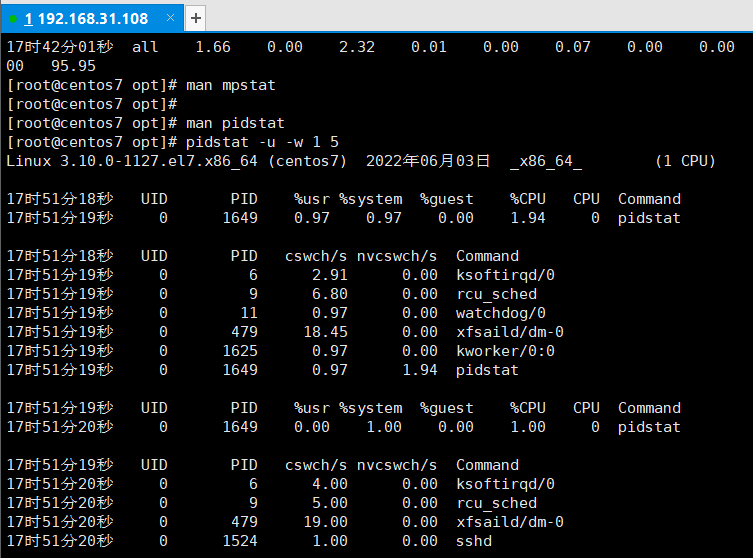 1 192.168.31.108 × +
17时42分01秒  all    1.66    0.00    2.32    0.01    0.00    0.07    0.00    0.00    0.
00   95.95
[root@centos7 opt]# man mpstat
[root@centos7 opt]#
[root@centos7 opt]# man pidstat
[root@centos7 opt]# pidstat -u -w 1 5
Linux 3.10.0-1127.el7.x86_64 (centos7)  2022年06月03日  _x86_64_        (1 CPU)
17时51分18秒   UID       PID    %usr %system  %guest    %CPU   CPU  Command
17时51分19秒     0      1649    0.97    0.97    0.00    1.94     0  pidstat
17时51分18秒   UID       PID   cswch/s nvcswch/s  Command
17时51分19秒     0         6      2.91      0.00  ksoftirqd/0
17时51分19秒     0         9      6.80      0.00  rcu_sched
17时51分19秒     0        11      0.97      0.00  watchdog/0
17时51分19秒     0       479     18.45      0.00  xfsaild/dm-0
17时51分19秒     0      1625      0.97      0.00  kworker/0:0
17时51分19秒     0      1649      0.97      1.94  pidstat
17时51分19秒   UID       PID    %usr %system  %guest    %CPU   CPU  Command
17时51分20秒     0      1649    0.00    1.00    0.00    1.00     0  pidstat
17时51分19秒   UID       PID   cswch/s nvcswch/s  Command
17时51分20秒     0         6      4.00      0.00  ksoftirqd/0
17时51分20秒     0         9      5.00      0.00  rcu_sched
17时51分20秒     0       479     19.00      0.00  xfsaild/dm-0
17时51分20秒     0      1524      1.00      0.00  sshd